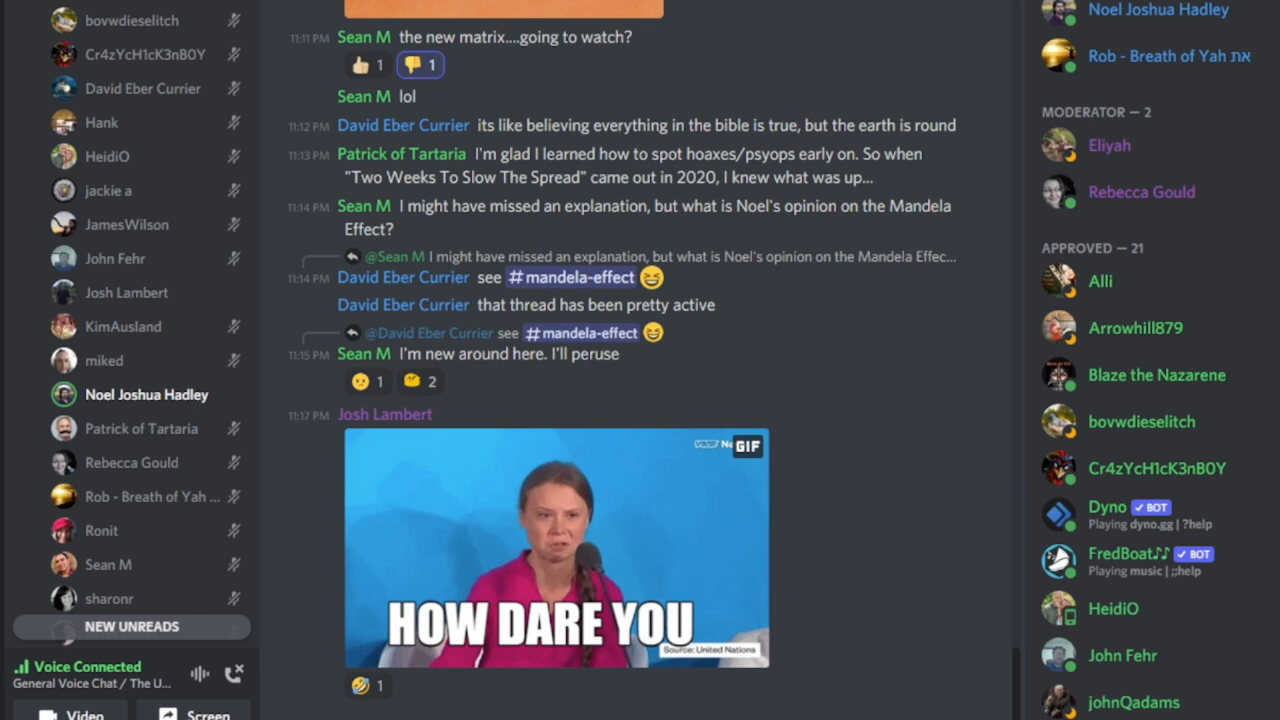 bovwdieselitch
Cr4zYcH1cK3nB0Y
David Eber Currier
Hank
HeidiO
jackie a
JamesWilson
John Fehr
Josh Lambert
KimAusland
miked
Noel Joshua Hadley
Patrick of Tartaria
Rebecca Gould
Rob - Breath of Yah ...
Ronit
Sean M
sharonr
NEW UNREADS
Voice Connected
General Voice Chat / The U...
Video
Screen
11:11 PM Sean M the new matrix....going to watch?
1 1
Sean M lol
11:12 PM David Eber Currier its like believing everything in the bible is true, but the earth is round
11:13 PM Patrick of Tartaria I'm glad I learned how to spot hoaxes/psyops early on. So when
"Two Weeks To Slow The Spread" came out in 2020, I knew what was up...
11:14 PM Sean M I might have missed an explanation, but what is Noel's opinion on the Mandela
Effect?
@Sean M I might have missed an explanation, but what is Noel's opinion on the Mandela Effec...
11:14 PM David Eber Currier see #mandela-effect
David Eber Currier that thread has been pretty active
@David Eber Currier see #mandela-effect
11:15 PM Sean M I'm new around here. I'll peruse
1 2
11:17 PM Josh Lambert
GIF
HOW DARE YOU
Source: United Nations
1
Noel Joshua Hadley
Rob - Breath of Yah את
MODERATOR — 2
Eliyah
Rebecca Gould
APPROVED — 21
Alli
Arrowhill879
Blaze the Nazarene
bovwdieselitch
Cr4zYcH1cK3nB0Y
Dyno BOT
Playing dyno.gg | ?help
FredBoat♪♪ BOT
Playing music | ;;help
HeidiO
John Fehr
johnQadams